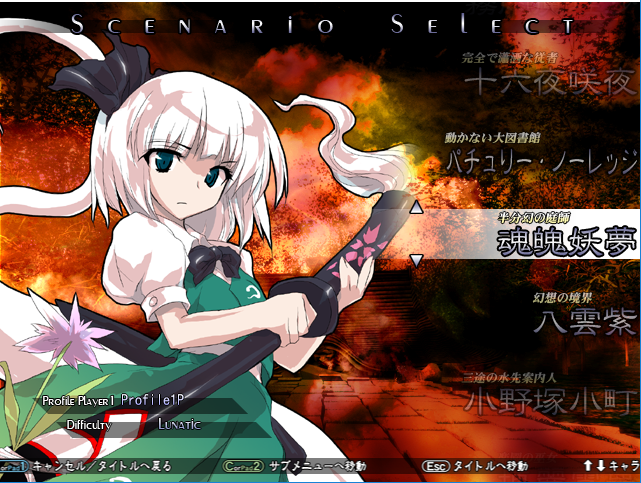 Scenario Select
完全で瀟洒な従者
十六夜咲夜
動かない大図書館
パチュリー・ノーレッジ
半分幻の庭師
魂魄妖夢
幻想の境界
八雲紫
三途の水先案内人
小野塚小町
Profile Player1 Profile1P
Difficulty Lunatic
キャンセル/タイトルへ戻る CorPad2 サブメニューへ移動 Esc タイトルへ移動 ↑↓キャラ